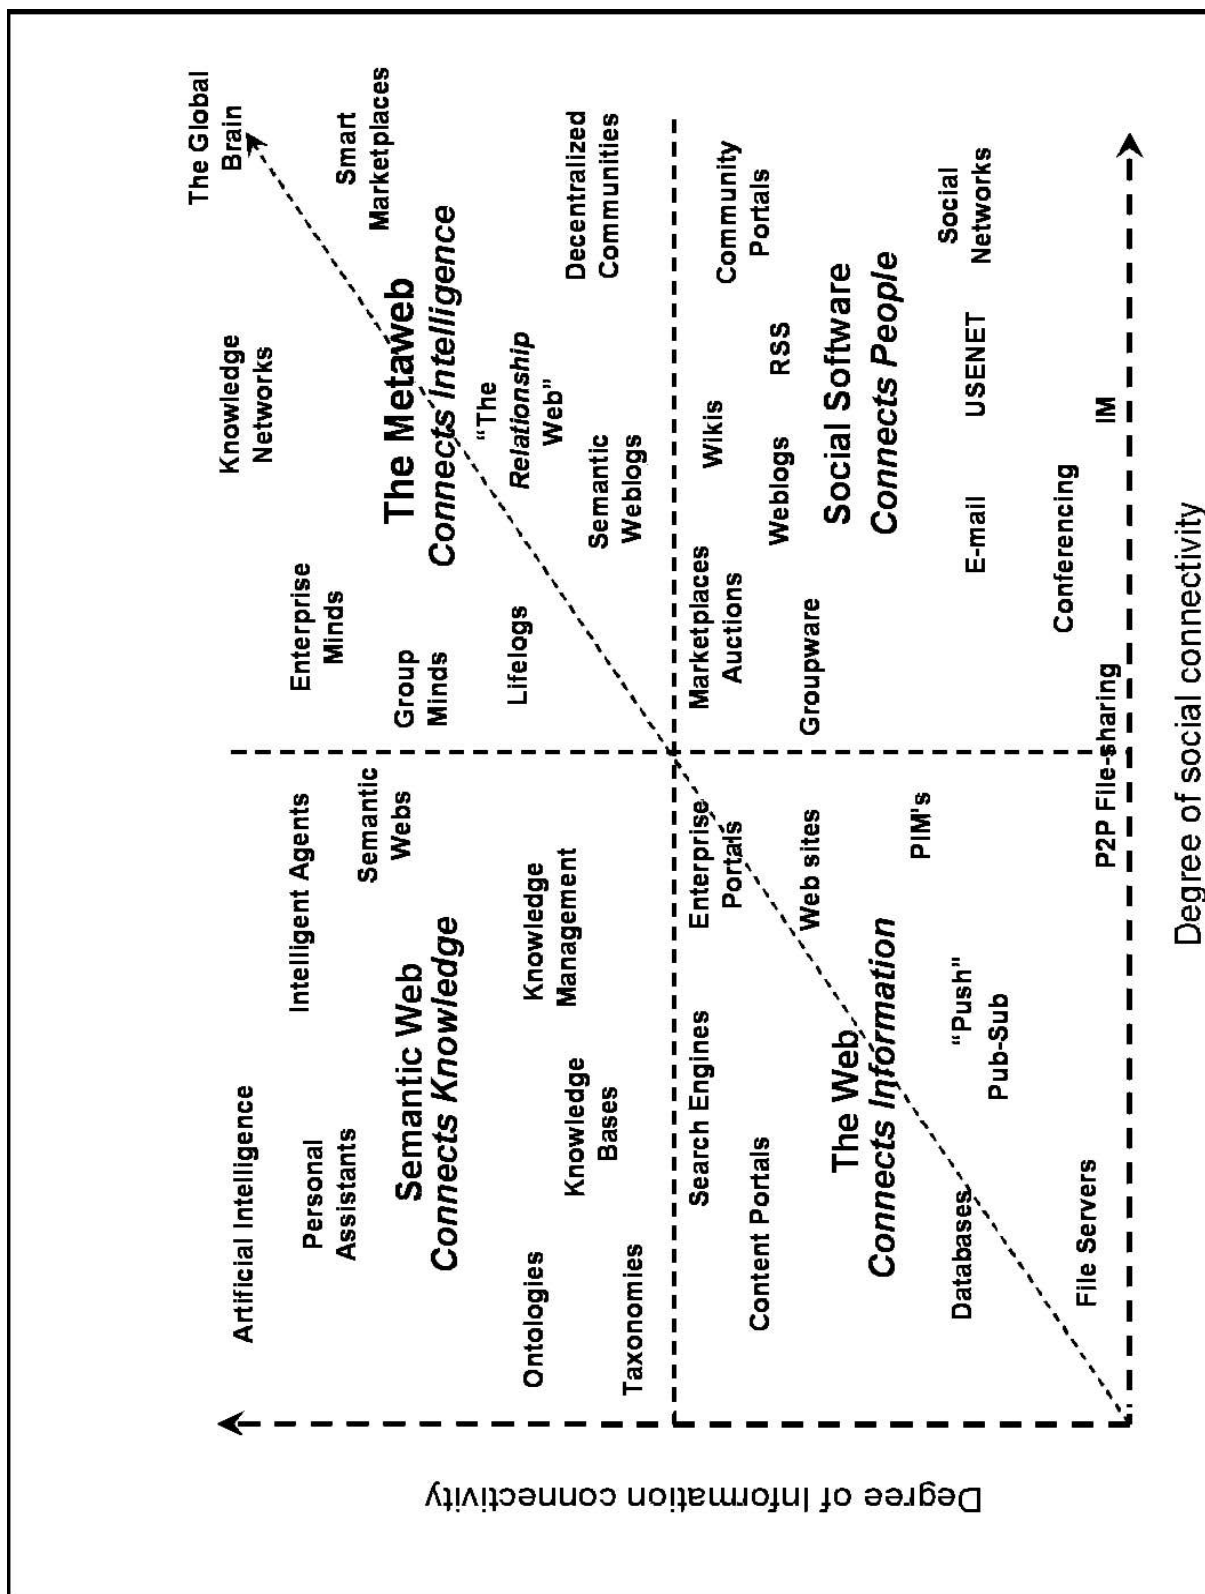 Degree of Information connectivity
Artificial Intelligence
Personal
Assistants
Intelligent Agents
Semantic
Webs
Semantic Web
Connects Knowledge
Ontologies
Taxonomies
Knowledge
Bases
Knowledge
Management
The Global
Brain
Knowledge
Networks
Enterprise
Minds
Smart
Marketplaces
Group
Minds
The Metaweb
Connects Intelligence
Lifelogs
"The
Relationship
Web"
Semantic
Weblogs
Decentralized
Communities
Search Engines
Content Portals
Enterprise
Portals
Web sites
The Web
Connects Information
PIM's
Databases
"Push"
Pub-Sub
File Servers
P2P File-sharing
Marketplaces
Auctions
Wikis
Community
Portals
Groupware
Weblogs
RSS
Social Software
Connects People
E-mail
USENET
Social
Networks
Conferencing
IM
Degree of social connectivity